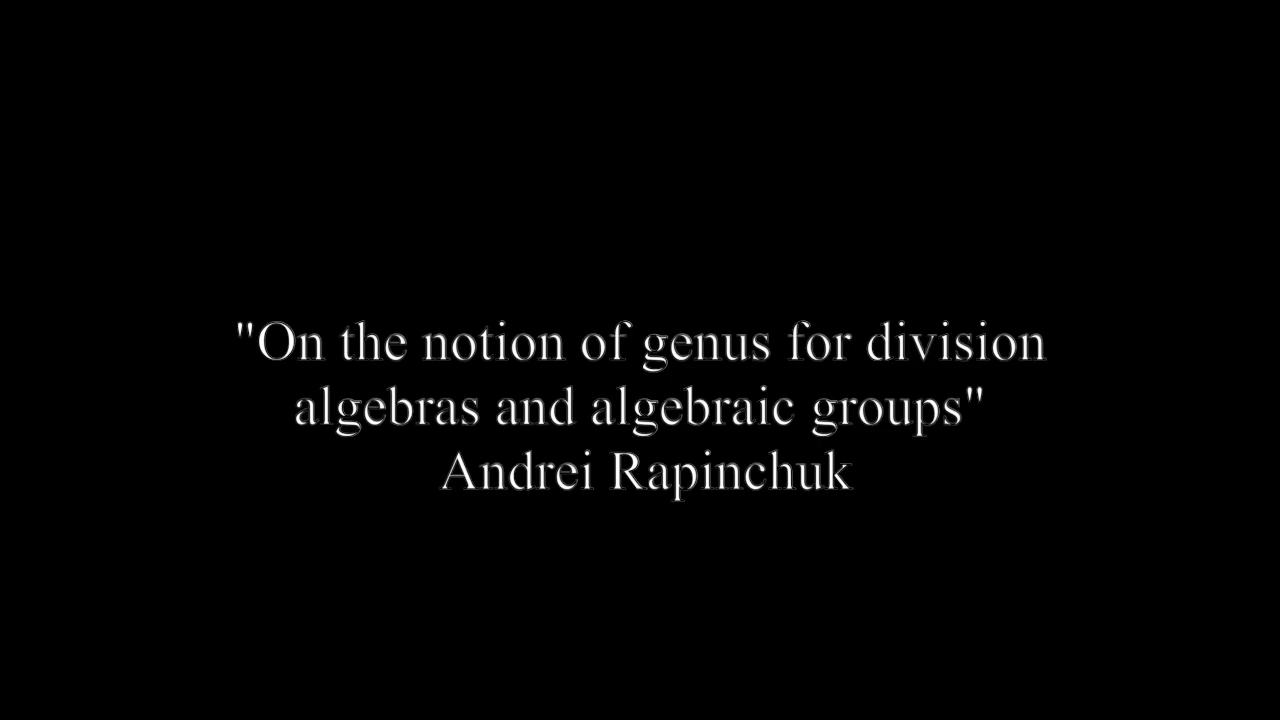 "On the notion of genus for division
algebras and algebraic groups"
Andrei Rapinchuk